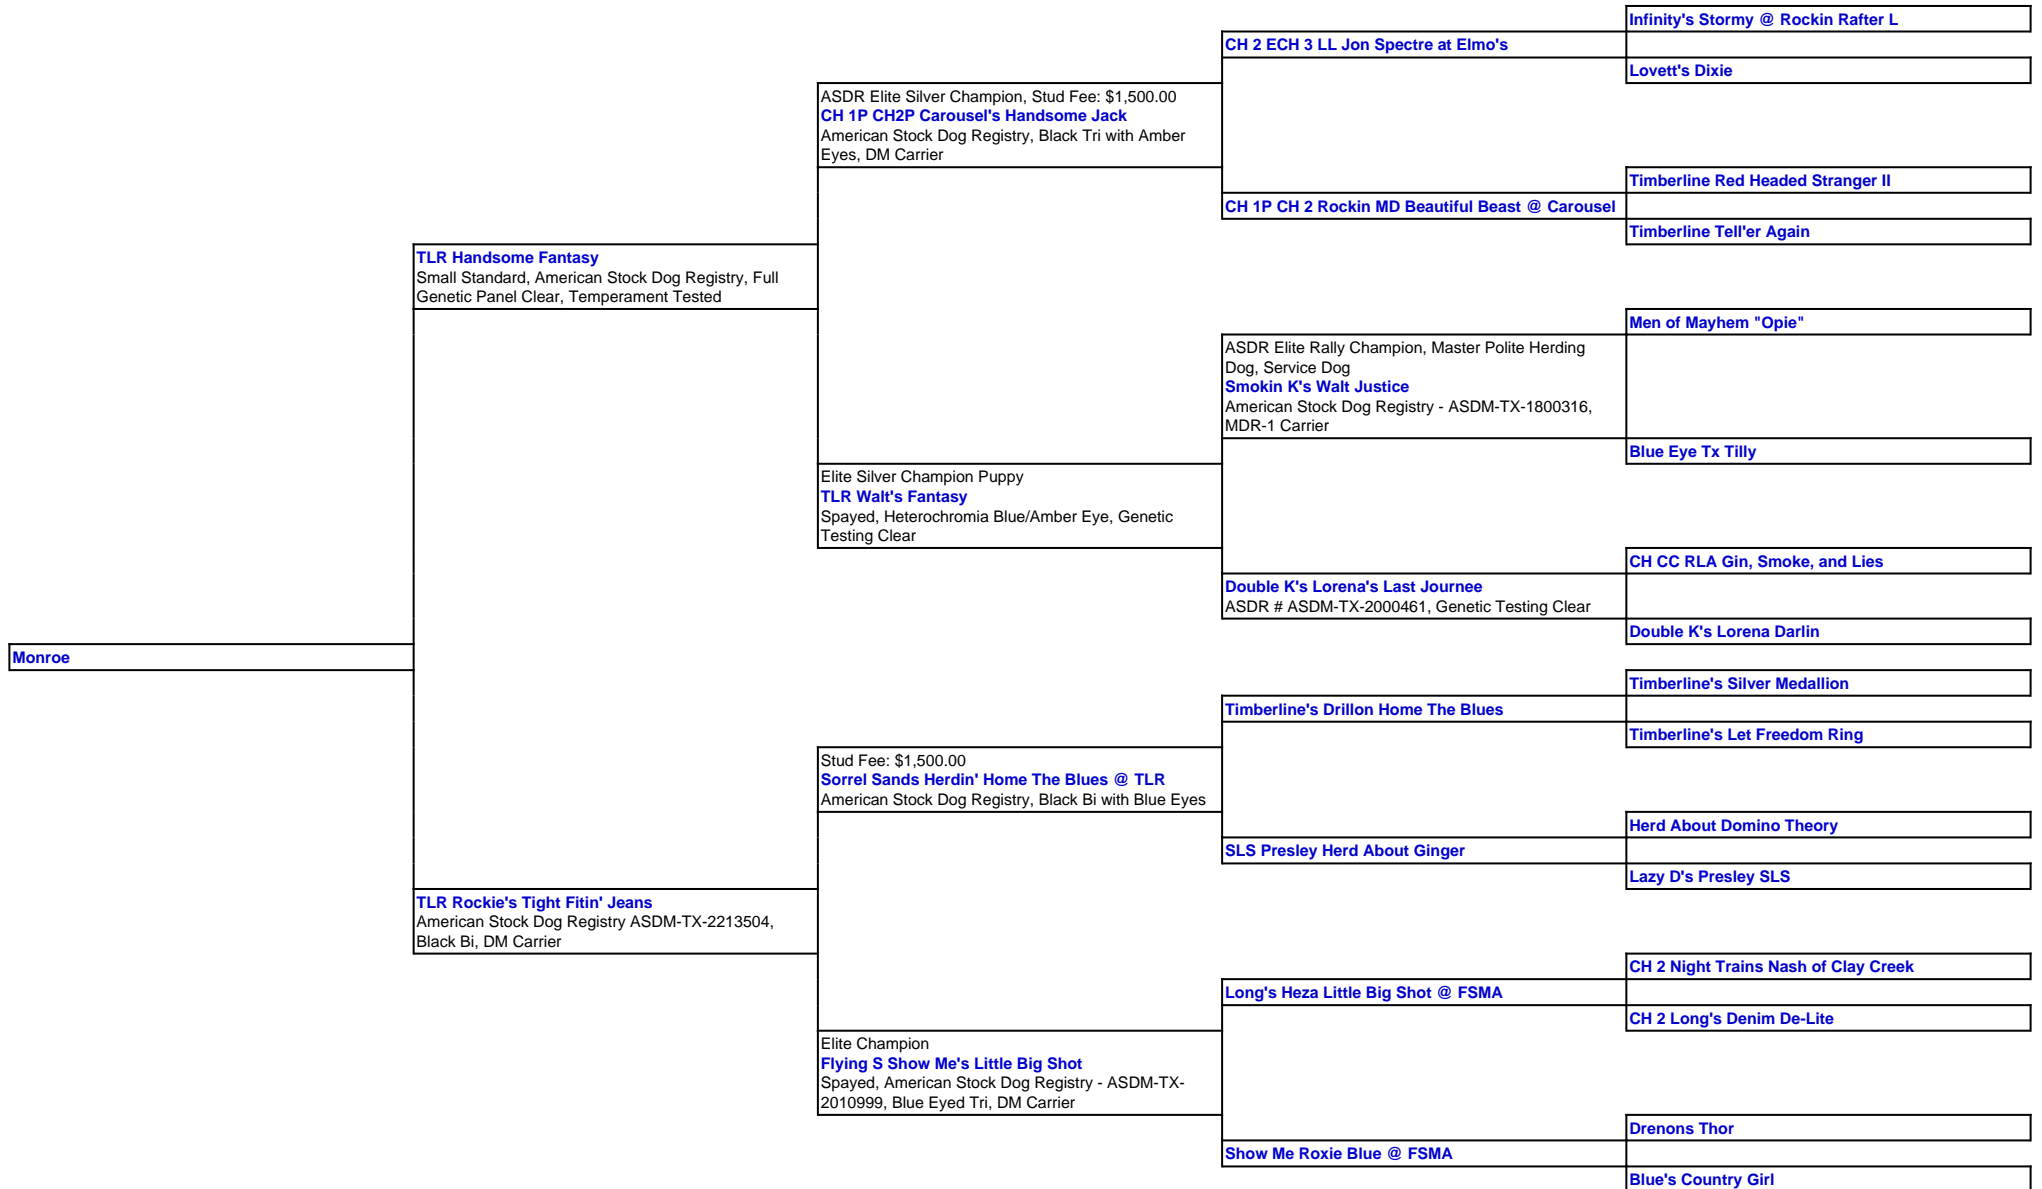 Infinity's Stormy @ Rockin Rafter L
CH 2 ECH 3 LL Jon Spectre at Elmo's
Lovett's Dixie
ASDR Elite Silver Champion, Stud Fee: $1,500.00
CH 1P CH2P Carousel's Handsome Jack
American Stock Dog Registry, Black Tri with Amber
Eyes, DM Carrier
Timberline Red Headed Stranger II
CH 1P CH 2 Rockin MD Beautiful Beast @ Carousel
Timberline Tell'er Again
TLR Handsome Fantasy
Small Standard, American Stock Dog Registry, Full
Genetic Panel Clear, Temperament Tested
Men of Mayhem "Opie"
ASDR Elite Rally Champion, Master Polite Herding
Dog, Service Dog
Smokin K's Walt Justice
American Stock Dog Registry - ASDM-TX-1800316,
MDR-1 Carrier
Blue Eye Tx Tilly
Elite Silver Champion Puppy
TLR Walt's Fantasy
Spayed, Heterochromia Blue/Amber Eye, Genetic
Testing Clear
CH CC RLA Gin, Smoke, and Lies
Double K's Lorena's Last Journee
ASDR # ASDM-TX-2000461, Genetic Testing Clear
Double K's Lorena Darlin
Monroe
Timberline's Silver Medallion
Timberline's Drillon Home The Blues
Timberline's Let Freedom Ring
Stud Fee: $1,500.00
Sorrel Sands Herdin' Home The Blues @ TLR
American Stock Dog Registry, Black Bi with Blue Eyes
Herd About Domino Theory
SLS Presley Herd About Ginger
Lazy D's Presley SLS
TLR Rockie's Tight Fitin' Jeans
American Stock Dog Registry ASDM-TX-2213504,
Black Bi, DM Carrier
CH 2 Night Trains Nash of Clay Creek
Long's Heza Little Big Shot @ FSMA
CH 2 Long's Denim De-Lite
Elite Champion
Flying S Show Me's Little Big Shot
Spayed, American Stock Dog Registry - ASDM-TX-
2010999, Blue Eyed Tri, DM Carrier
Drenons Thor
Show Me Roxie Blue @ FSMA
Blue's Country Girl